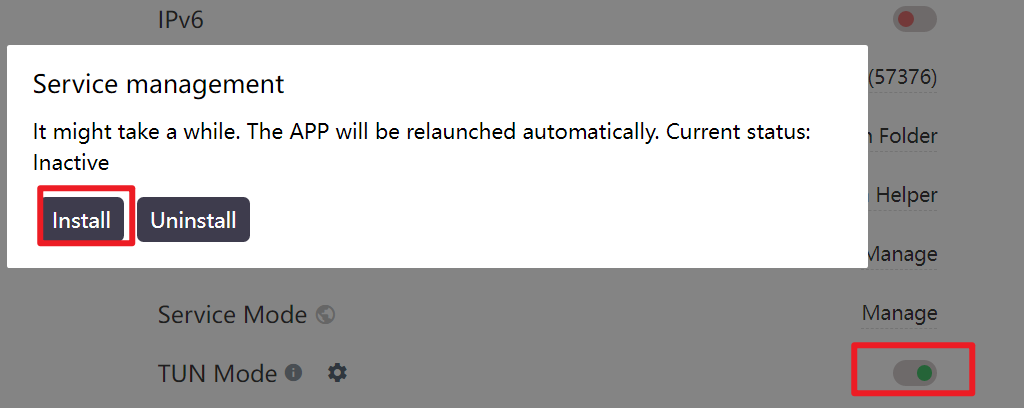 IPv6
Service management
(57376)
It might take a while. The APP will be relaunched automatically. Current status:
Inactive
Folder
Helper
Install Uninstall
Manage
Service Mode Manage
TUN Mode